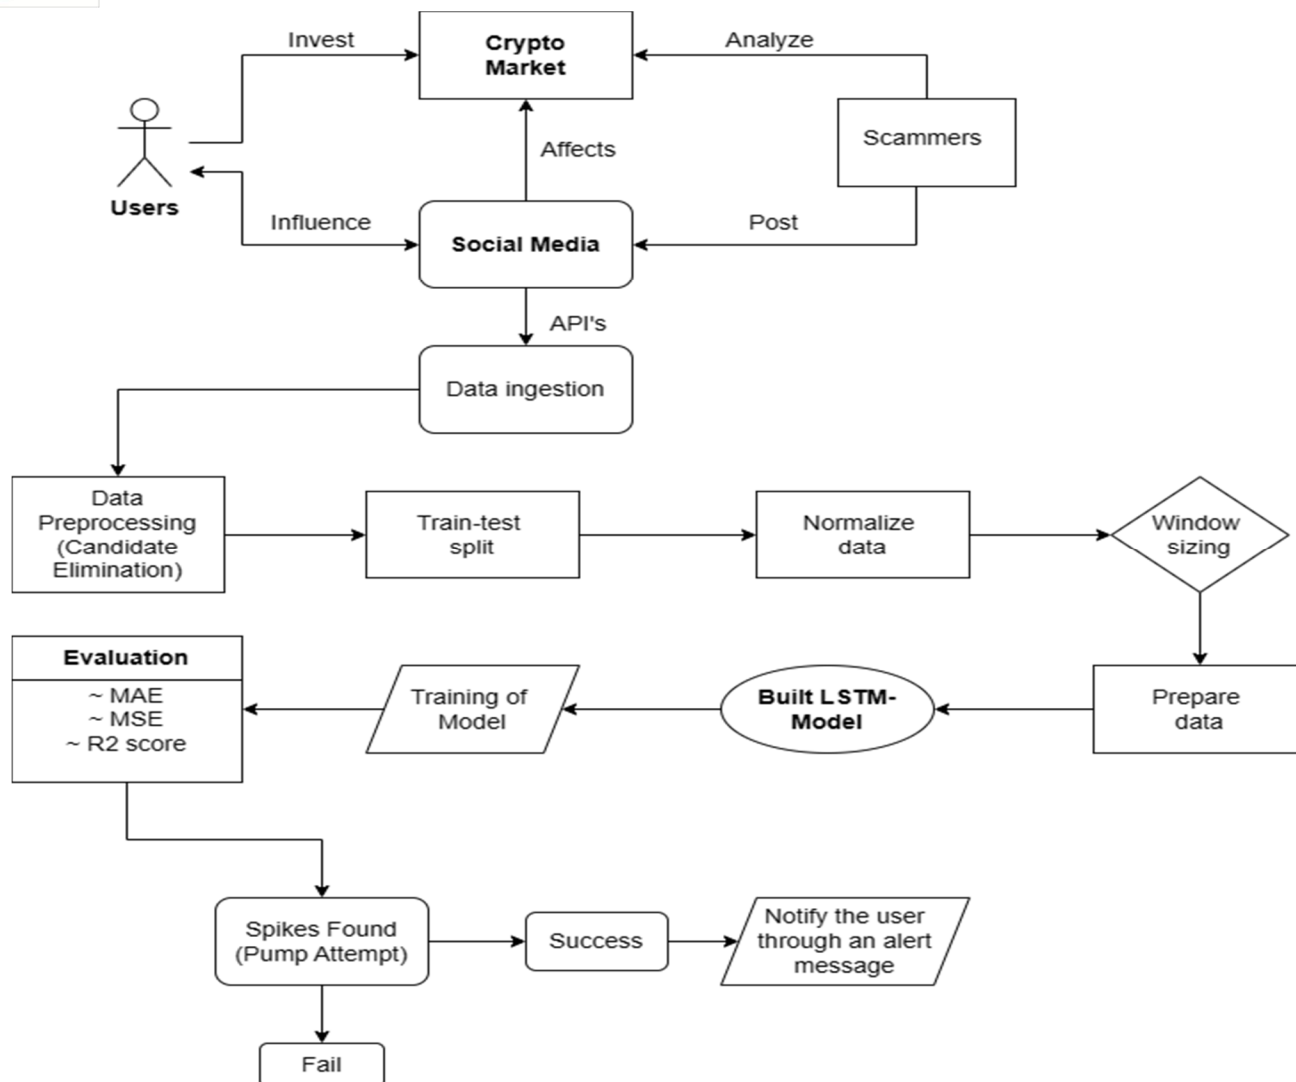 Invest
Crypto
Market
Analyze
Scammers
Affects
Users
Influence
Social Media
Post
API's
Data ingestion
Data
Preprocessing
(Candidate
Elimination)
Train-test
split
Normalize
data
Window
sizing
Evaluation
~ MAE
~ MSE
~ R2 score
Training of
Model
Built LSTM-
Model
Prepare
data
Spikes Found
(Pump Attempt)
Success
Notify the user
through an alert
message
Fail